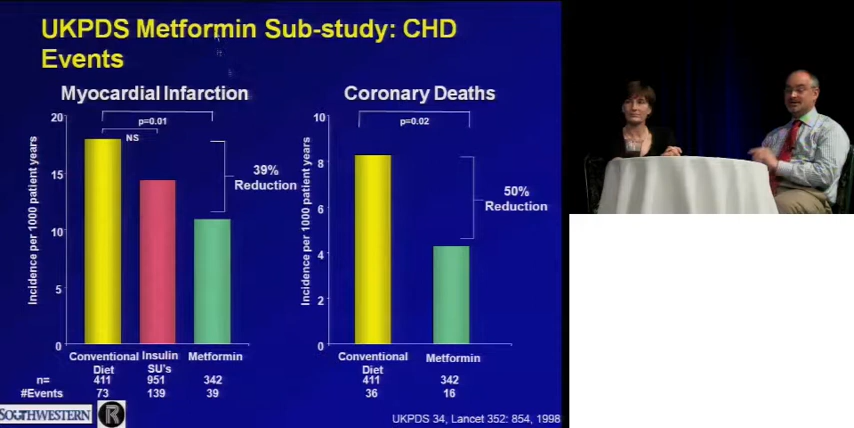 UKPDS Metformin Sub-study: CHD
Events
Myocardial Infarction
20
15
10
5
0
Incidence per 1000 patient years
p=0.01
NS
39%
Reduction
Conventional
Diet
Insulin
SU's
Metformin
n= 411 951 342
#Events 73 139 39
Coronary Deaths
10
8
6
4
2
0
Incidence per 1000 patient years
p=0.02
50%
Reduction
Conventional
Diet
Metformin
411 342
36 16
SOUTHWESTERN
R
UKPDS 34, Lancet 352: 854, 1998